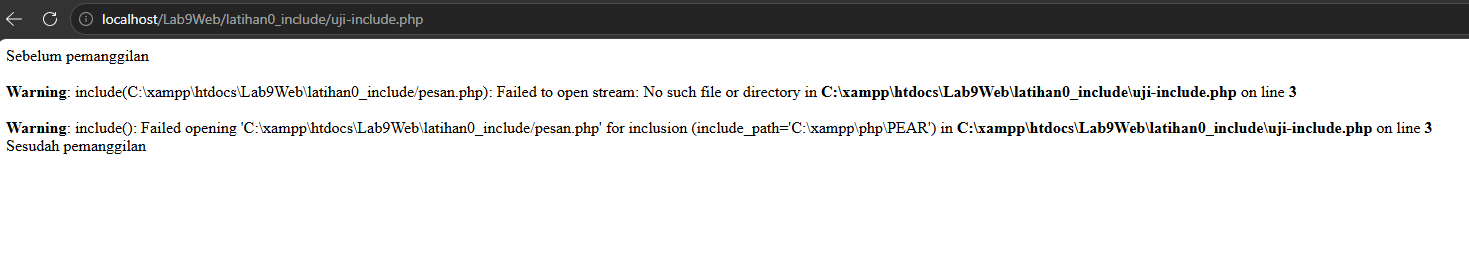 localhost/Lab9Web/latihan0_include/uji-include.php
Sebelum pemanggilan
Warning: include(C:\xampp\htdocs\Lab9Web\latihan0_include/pesan.php): Failed to open stream: No such file or directory in C:\xampp\htdocs\Lab9Web\latihan0_include\uji-include.php on line 3
Warning: include(): Failed opening 'C:\xampp\htdocs\Lab9Web\latihan0_include/pesan.php' for inclusion (include_path='C:\xampp\php\PEAR') in C:\xampp\htdocs\Lab9Web\latihan0_include\uji-include.php on line 3
Sesudah pemanggilan